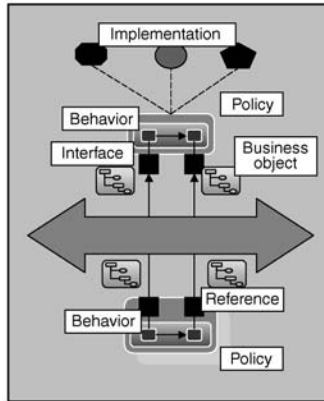 Implementation
Policy
Behavior
Interface
Business
object
Reference
Behavior
Policy